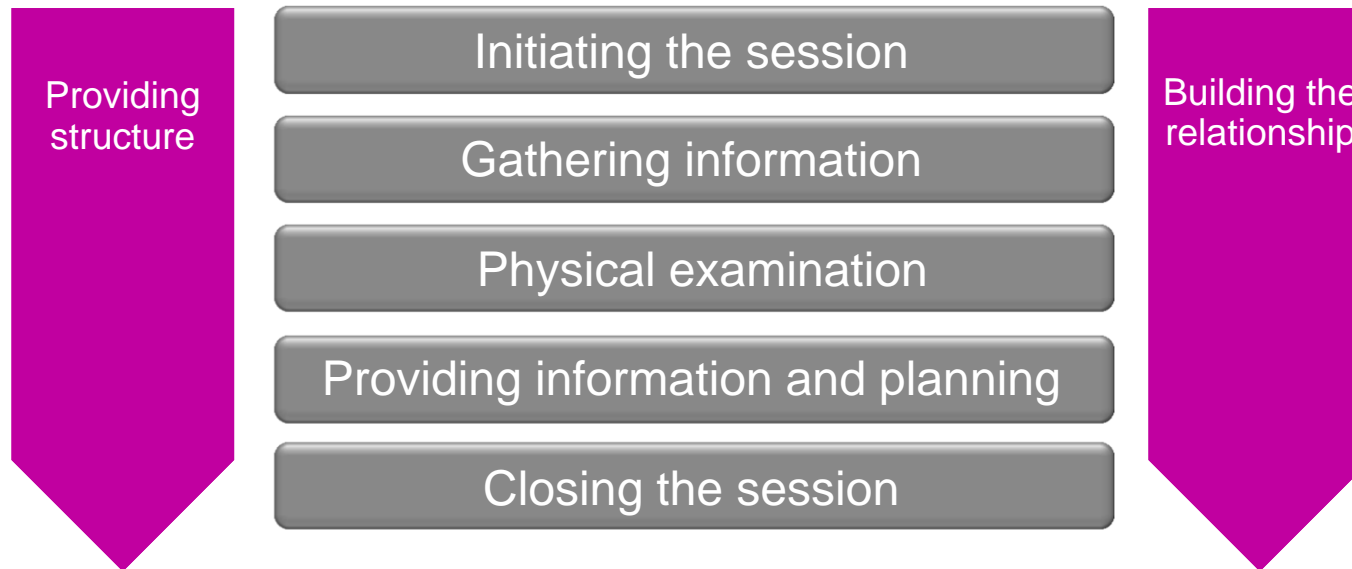 Providing
structure
Initiating the session
Gathering information
Physical examination
Providing information and planning
Closing the session
Building the
relationship